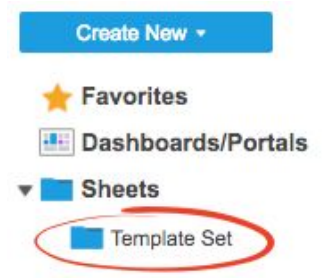 Create New
Favorites
Dashboards/Portals
Sheets
Template Set